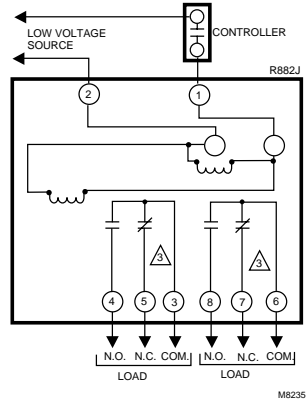 LOW VOLTAGE
SOURCE
CONTROLLER
R882J
2 1
3 3
4 5 3 8 7 6
N.O. N.C. COM. N.O. N.C. COM.
LOAD LOAD
M8235